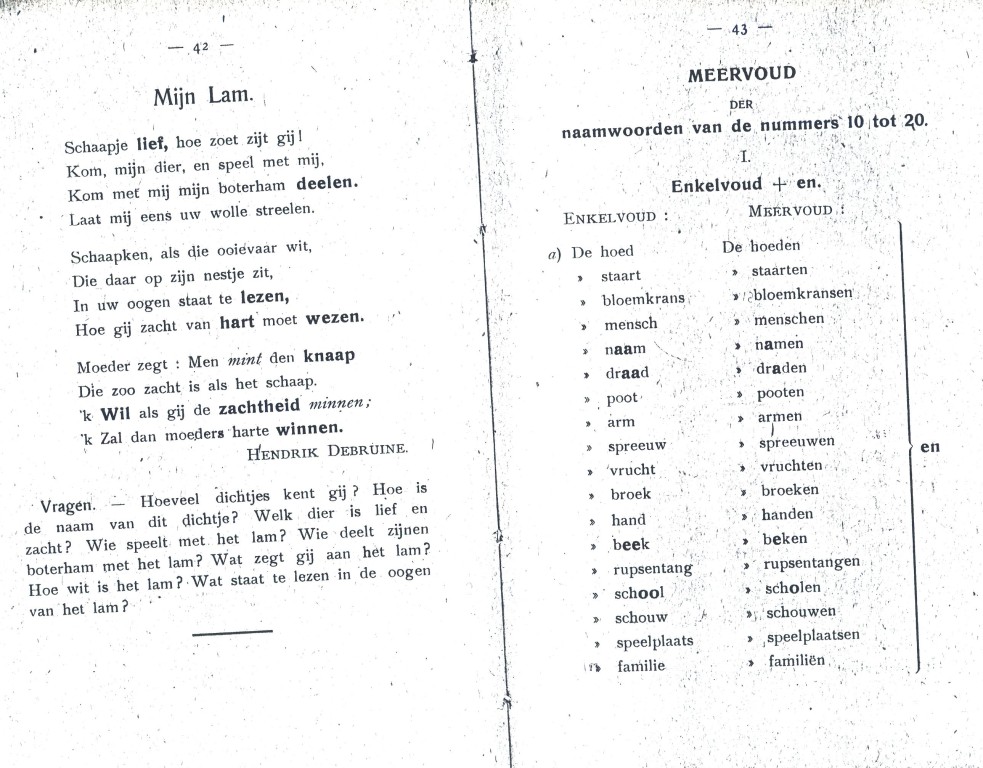 — 42 —
Mijn Lam.
Schaapje lief, hoe zoet zijt gij!
Kom, mijn dier, en speel met mij,
Kom met mij mijn boterham deelen.
Laat mij eens uw wolle streelen.
Schaapken, als die ooievaar wit,
Die daar op zijn nestje zit,
In uw oogen staat te lezen,
Hoe gij zacht van hart moet wezen.
Moeder zegt : Men mint den knaap
Die zoo zacht is als het schaap.
'k Wil als gij de zachtheid minnen;
'k Zal dan moeders harte winnen.
HENDRIK DEBRUINE.
Vragen. — Hoeveel dichtjes kent gij? Hoe is
de naam van dit dichtje? Welk dier is lief en
zacht? Wie speelt met het lam? Wie deelt zijnen
boterham met het lam? Wat zegt gij aan het lam?
Hoe wit is het lam? Wat staat te lezen in de oogen
van het lam?
— 43 —
MEERVOUD
DER
naamwoorden van de nummers 10 tot 20.
I.
Enkelvoud + en.
ENKELVOUD : MEERVOUD :
a) De hoed De hoeden
» staart » staarten
» bloemkrans » bloemkransen
» mensch » menschen
» naam » namen
» draad » draden
» poot » pooten
» arm » armen
» spreeuw » spreeuwen
» vrucht » vruchten
» broek » broeken
» hand » handen
» beek » beken
» rupsentang » rupsentangen
» school » scholen
» schouw » schouwen
» speelplaats » speelplaatsen
» familie » familiën
en